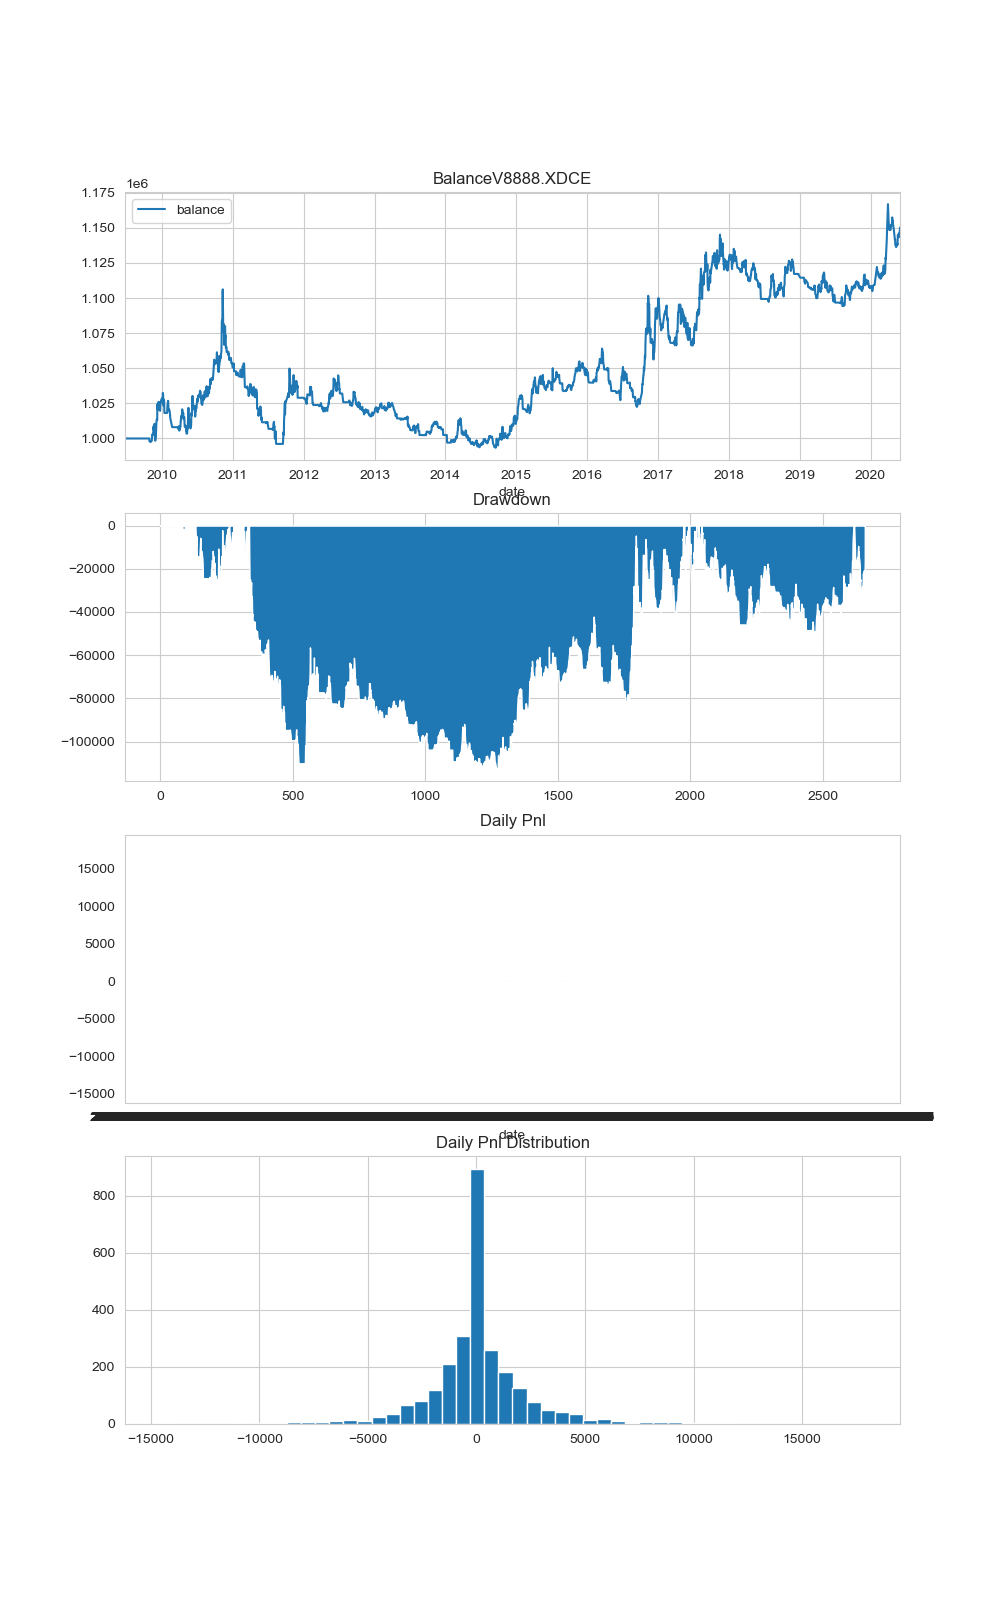 BalanceV8888.XDCE
1e6
balance
1.175
1.150
1.125
1.100
1.075
1.050
1.025
1.000
2010 2011 2012 2013 2014 2015 2016 2017 2018 2019 2020
date
Drawdown
0
−20000
−40000
−60000
−80000
−100000
0 500 1000 1500 2000 2500
Daily Pnl
15000
10000
5000
0
−5000
−10000
−15000
date
Daily Pnl Distribution
800
600
400
200
0
−15000 −10000 −5000 0 5000 10000 15000